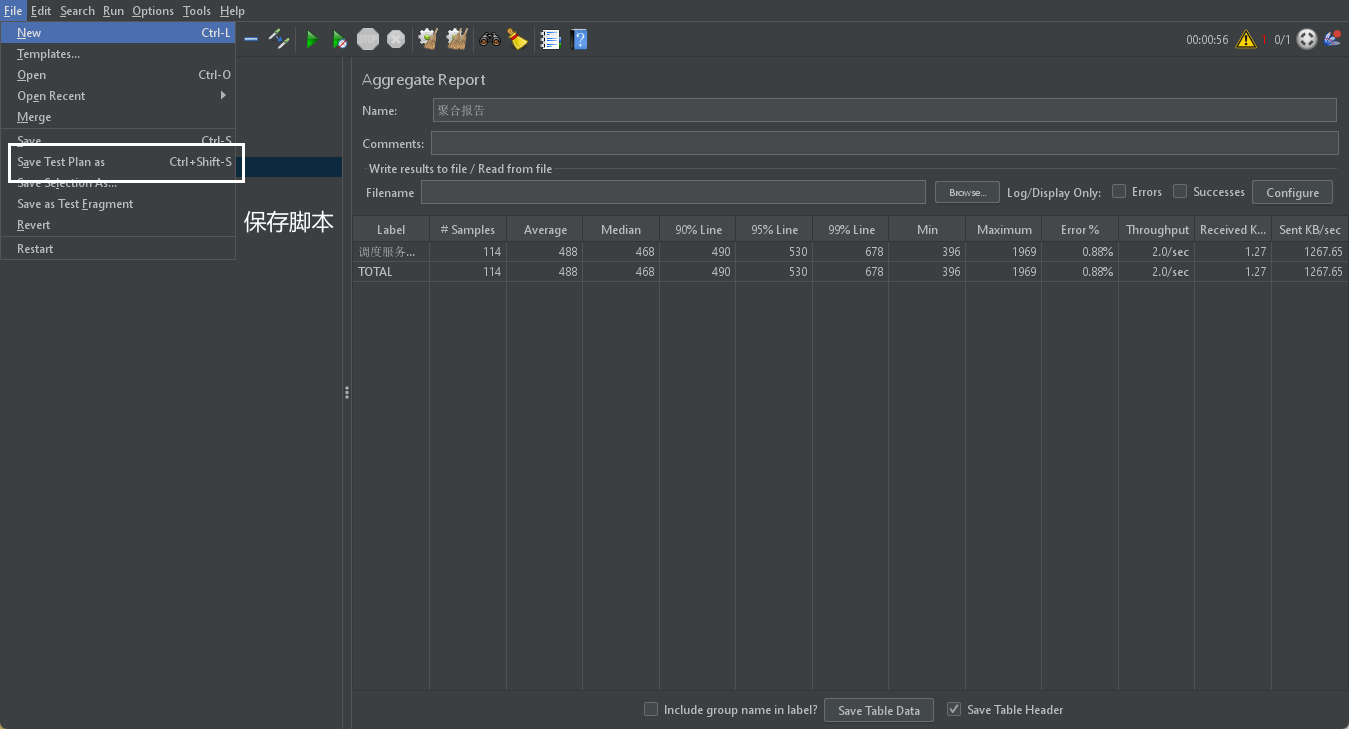 File Edit Search Run Options Tools Help
New Ctrl-L
Templates...
Open Ctrl-O
Open Recent
Merge
Save Ctrl-S
Save Test Plan as Ctrl+Shift-S
Save Selection As...
Save as Test Fragment
Revert
Restart
保存脚本
00:00:56 1 0/1
Aggregate Report
Name: 聚合报告
Comments:
Write results to file / Read from file
Filename Browse... Log/Display Only: Errors Successes Configure
Label # Samples Average Median 90% Line 95% Line 99% Line Min Maximum Error % Throughput Received K... Sent KB/sec
调度服务... 114 488 468 490 530 678 396 1969 0.88% 2.0/sec 1.27 1267.65
TOTAL 114 488 468 490 530 678 396 1969 0.88% 2.0/sec 1.27 1267.65
Include group name in label? Save Table Data Save Table Header